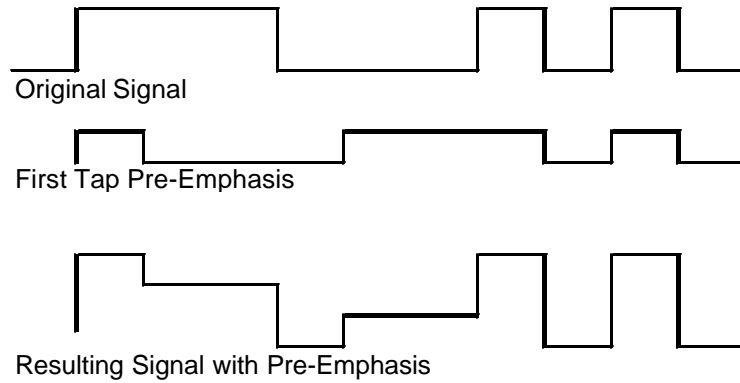 Original Signal
First Tap Pre-Emphasis
Resulting Signal with Pre-Emphasis